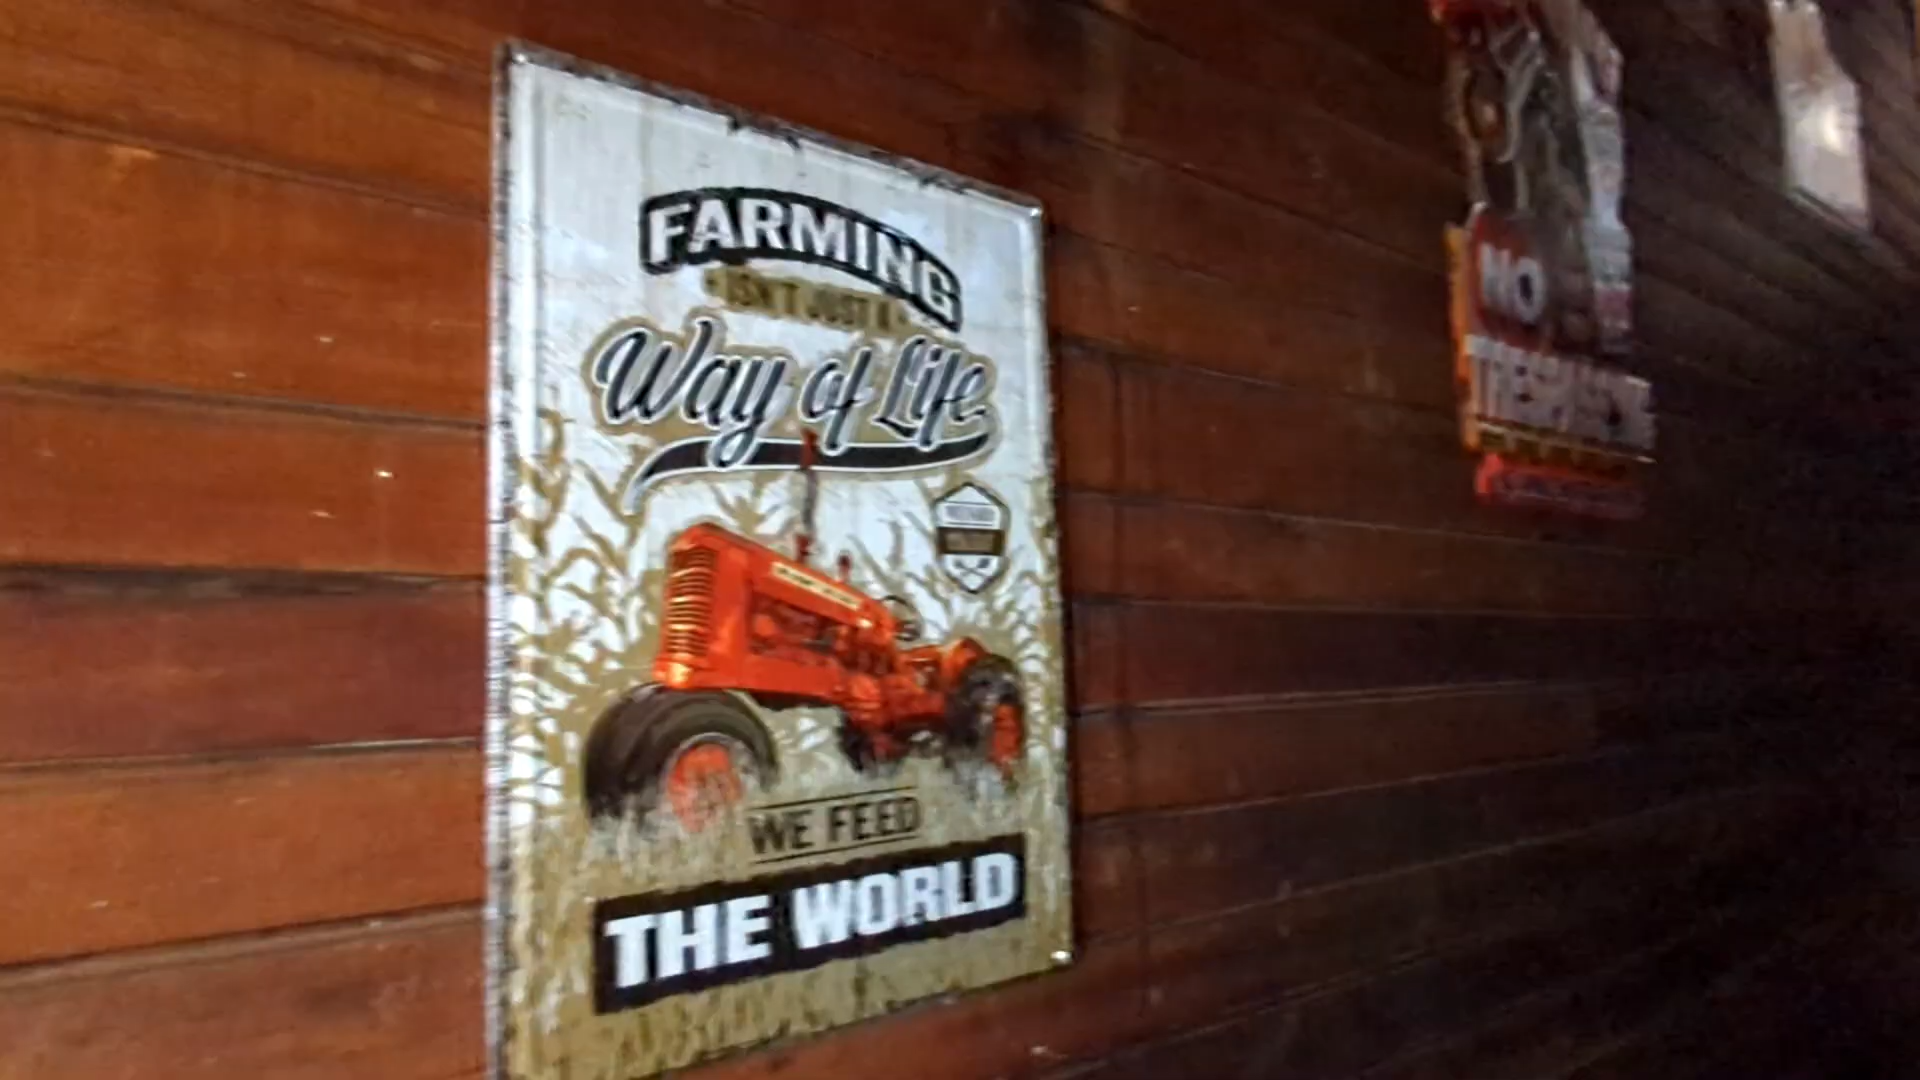 FARMING
ISN'T JUST A
Way of Life
WE FEED
THE WORLD
NO
TRESPASSING